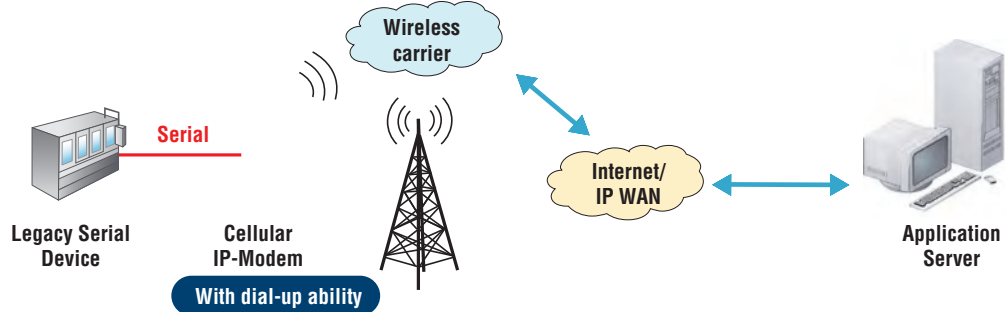 Wireless
carrier
Serial
Internet/
IP WAN
Legacy Serial
Device
Cellular
IP-Modem
With dial-up ability
Application
Server